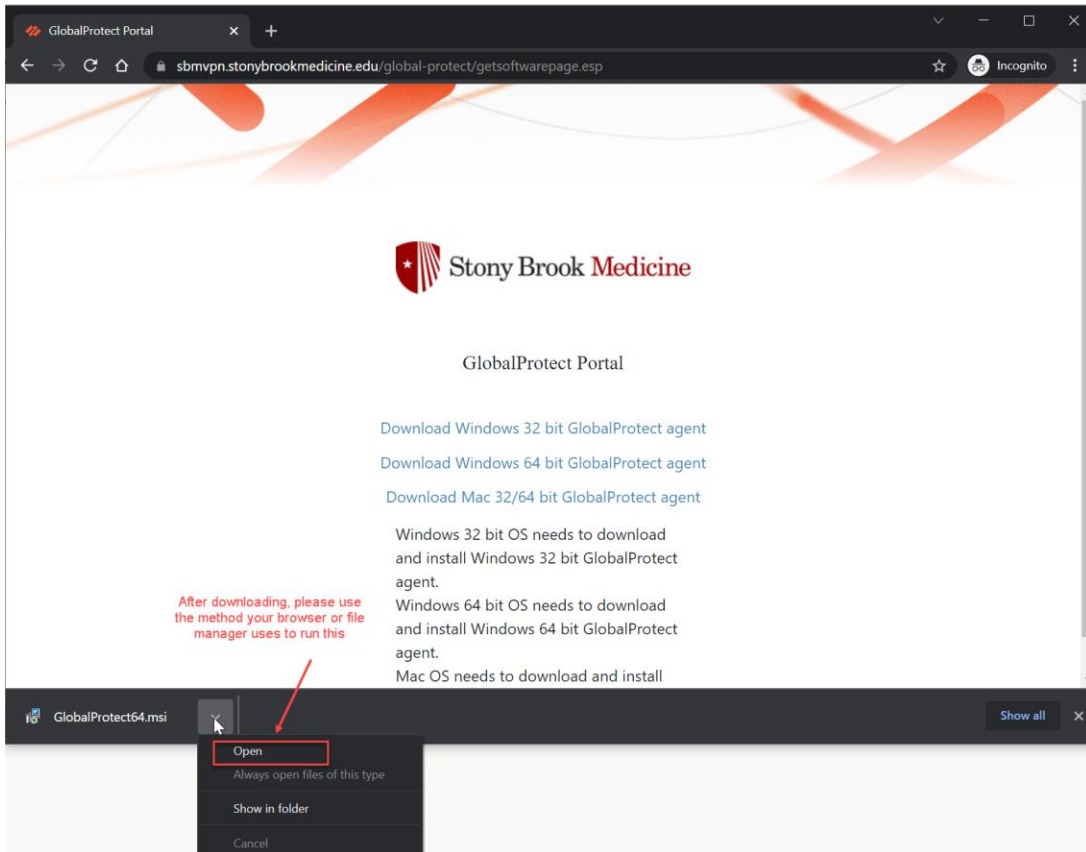 GlobalProtect Portal
sbmvpn.stonybrookmedicine.edu/global-protect/getsoftwarepage.esp
Incognito
Stony Brook Medicine
GlobalProtect Portal
Download Windows 32 bit GlobalProtect agent
Download Windows 64 bit GlobalProtect agent
Download Mac 32/64 bit GlobalProtect agent
Windows 32 bit OS needs to download
and install Windows 32 bit GlobalProtect
agent.
Windows 64 bit OS needs to download
and install Windows 64 bit GlobalProtect
agent.
Mac OS needs to download and install
After downloading, please use
the method your browser or file
manager uses to run this
GlobalProtect64.msi
Show all
Open
Always open files of this type
Show in folder
Cancel